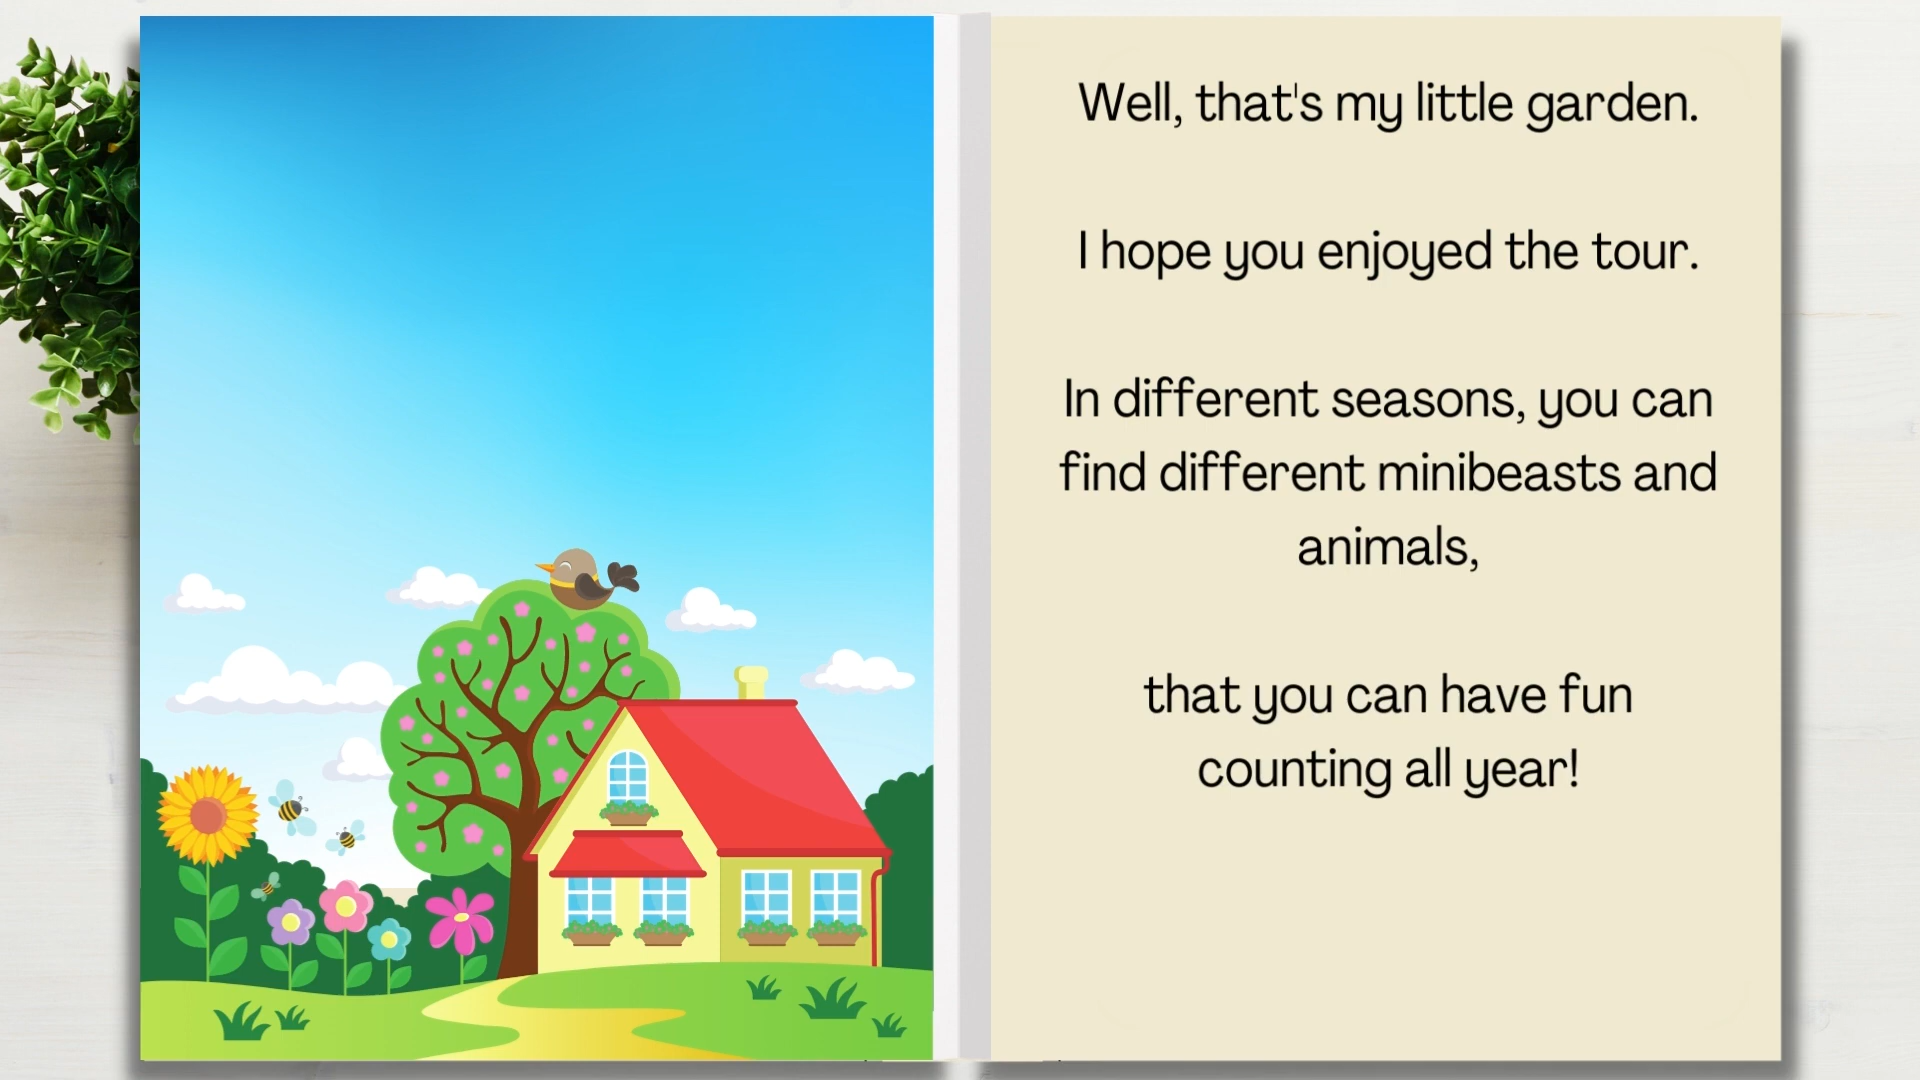 Well, that's my little garden.
I hope you enjoyed the tour.
In different seasons, you can
find different minibeasts and
animals,
that you can have fun
counting all year!